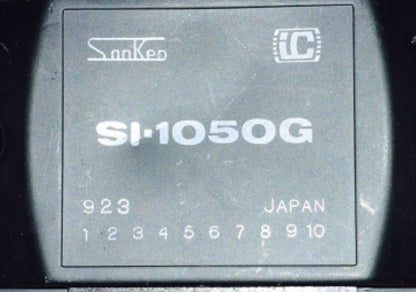 SanKen IC
SI-1050G
923 JAPAN
1 2 3 4 5 6 7 8 9 10